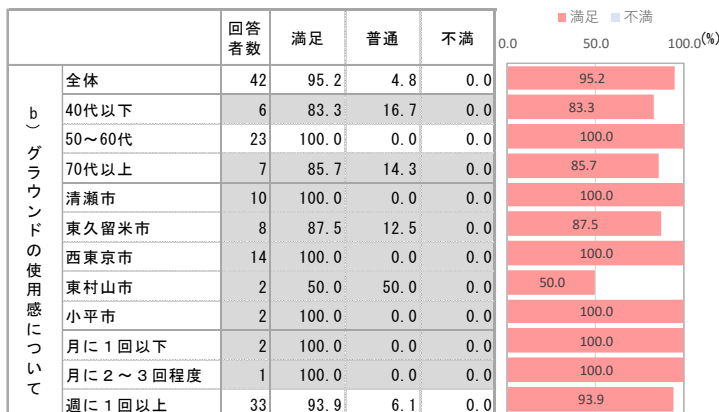 回答者数 満足 普通 不満
■満足 ■不満
0.0 50.0 100.0(%)
b)グラウンドの使用感について
全体 42 95.2 4.8 0.0 95.2
40代以下 6 83.3 16.7 0.0 83.3
50～60代 23 100.0 0.0 0.0 100.0
70代以上 7 85.7 14.3 0.0 85.7
清瀬市 10 100.0 0.0 0.0 100.0
東久留米市 8 87.5 12.5 0.0 87.5
西東京市 14 100.0 0.0 0.0 100.0
東村山市 2 50.0 50.0 0.0 50.0
小平市 2 100.0 0.0 0.0 100.0
月に１回以下 2 100.0 0.0 0.0 100.0
月に２～３回程度 1 100.0 0.0 0.0 100.0
週に１回以上 33 93.9 6.1 0.0 93.9